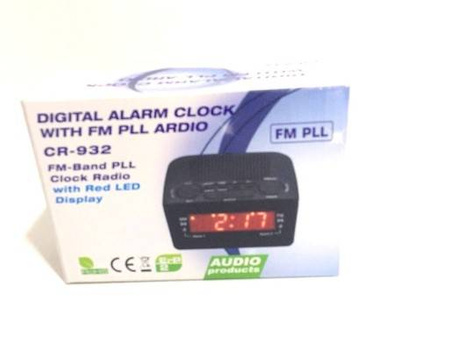 DIGITAL ALARM CLOCK
WITH FM PLL ARDIO
FM PLL
CR-932
FM-Band PLL
Clock Radio
with Red LED
Display
2:17
CE
AUDIO
products